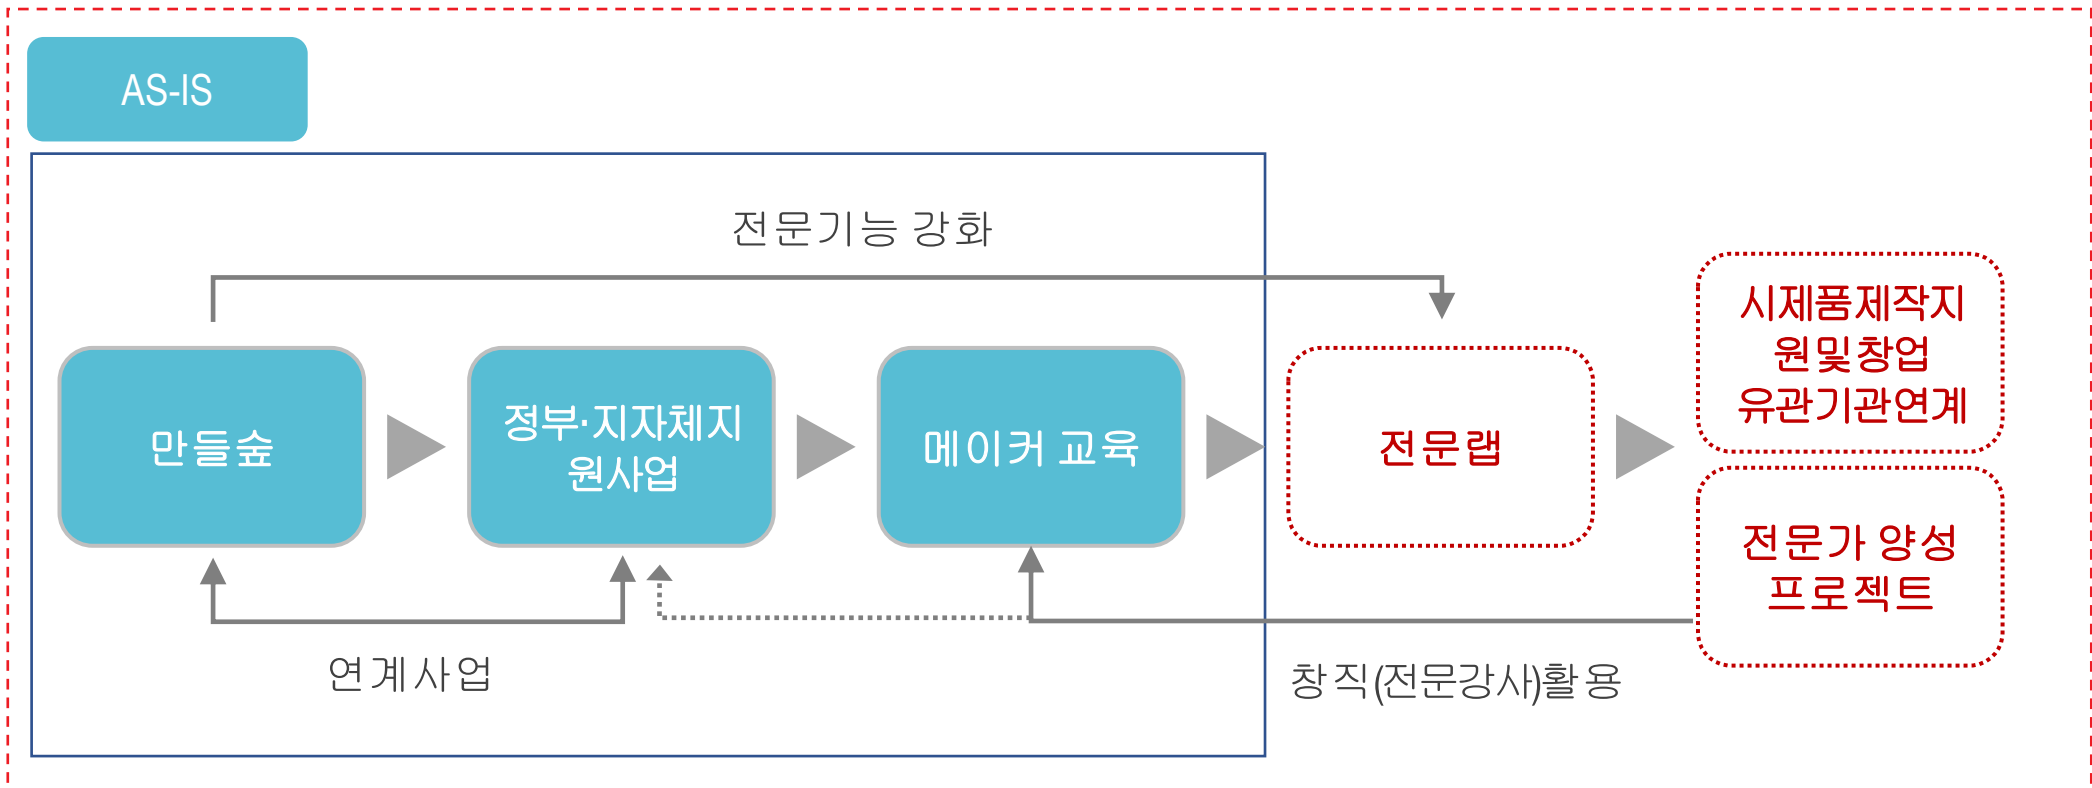 AS-IS
전문기능 강화
만들숲
정부·지자체지
원사업
메이커 교육
전문랩
시제품제작지
원및창업
유관기관연계
전문가 양성
프로젝트
연계사업
창직(전문강사)활용